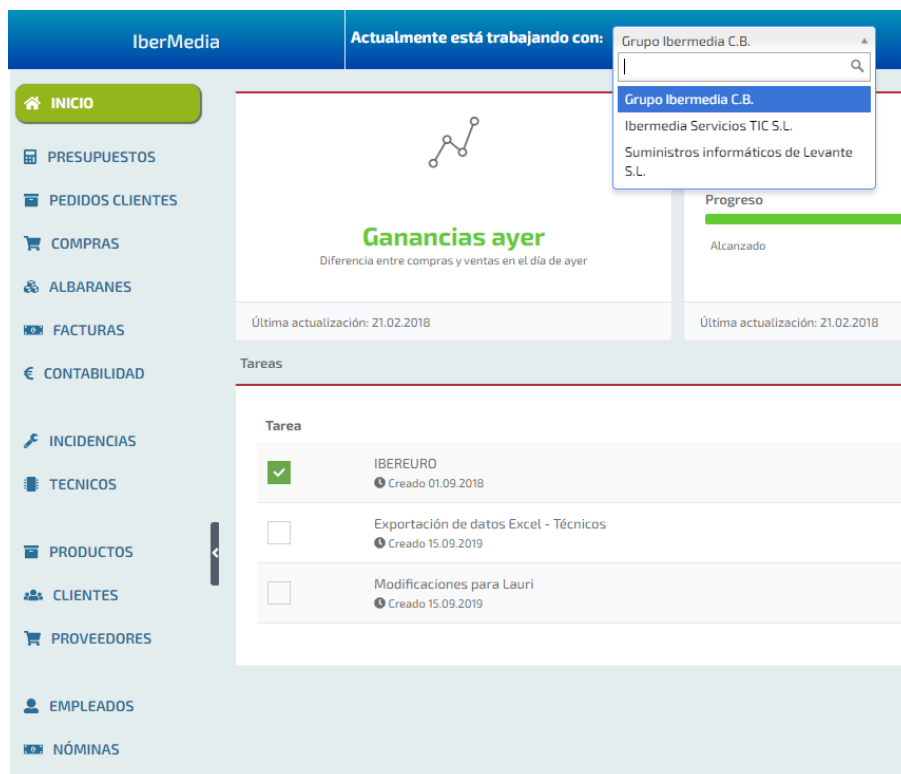 IberMedia
Actualmente está trabajando con:
Grupo Ibermedia C.B.
Grupo Ibermedia C.B.
Ibermedia Servicios TIC S.L.
Suministros informáticos de Levante
S.L.
INICIO
PRESUPUESTOS
PEDIDOS CLIENTES
COMPRAS
ALBARANES
FACTURAS
€ CONTABILIDAD
INCIDENCIAS
TECNICOS
PRODUCTOS
CLIENTES
PROVEEDORES
EMPLEADOS
NÓMINAS
Ganancias ayer
Diferencia entre compras y ventas en el día de ayer
Última actualización: 21.02.2018
Progreso
Alcanzado
Última actualización: 21.02.2018
Tareas
Tarea
IBEREURO
Creado 01.09.2018
Exportación de datos Excel - Técnicos
Creado 15.09.2019
Modificaciones para Lauri
Creado 15.09.2019